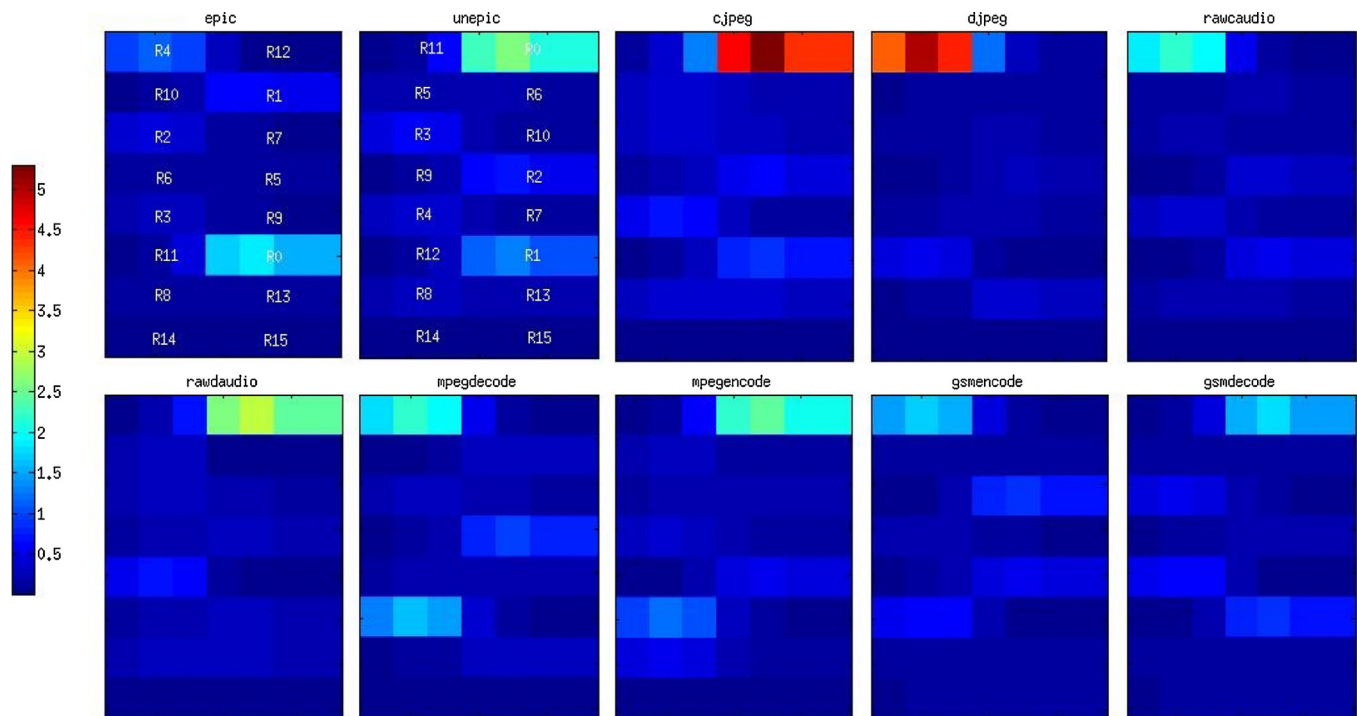 epic unepic cjpeg djpeg rawcaudio
R4 R12 R11 R0
R10 R1 R5 R6
R2 R7 R3 R10
R6 R5 R9 R2
R3 R9 R4 R7
R11 R0 R12 R1
R8 R13 R8 R13
R14 R15 R14 R15
5
4.5
4
3.5
3
2.5
2
1.5
1
0.5
rawdaudio mpegdecode mpegencode gsmencode gsmdecode